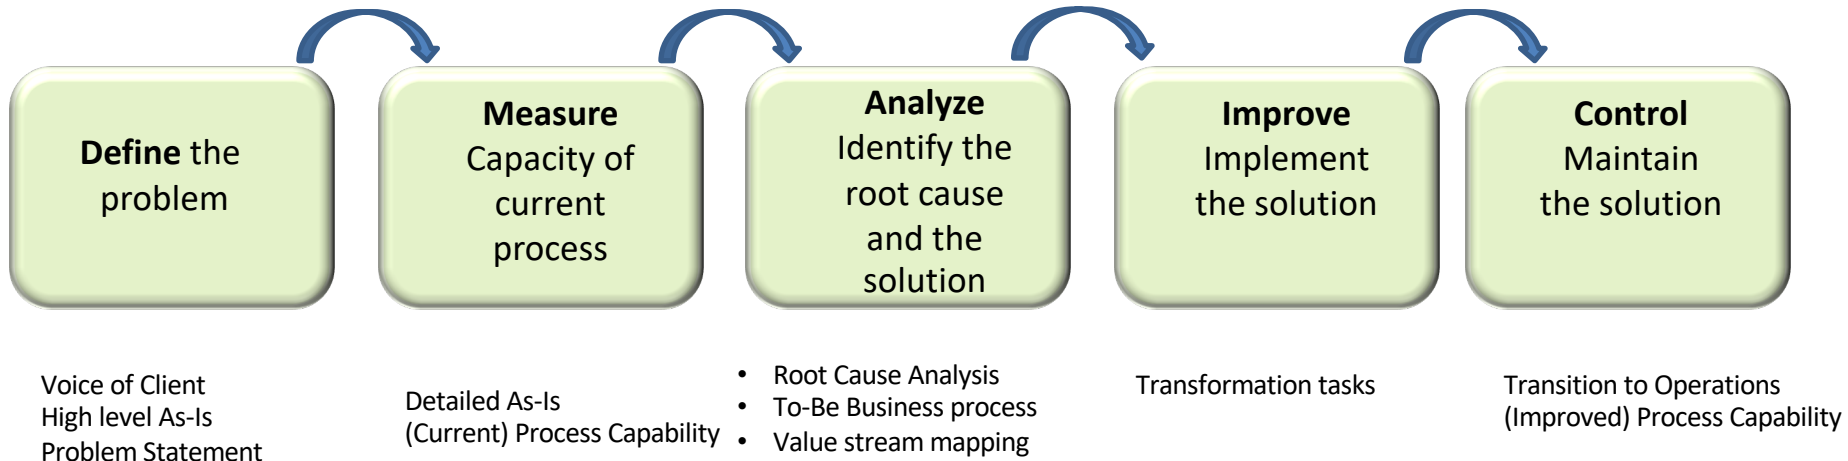 Define the
problem
Measure
Capacity of
current
process
Analyze
Identify the
root cause
and the
solution
Improve
Implement
the solution
Control
Maintain
the solution
Voice of Client
High level As-Is
Problem Statement
Detailed As-Is
(Current) Process Capability
• Root Cause Analysis
• To-Be Business process
• Value stream mapping
Transformation tasks
Transition to Operations
(Improved) Process Capability